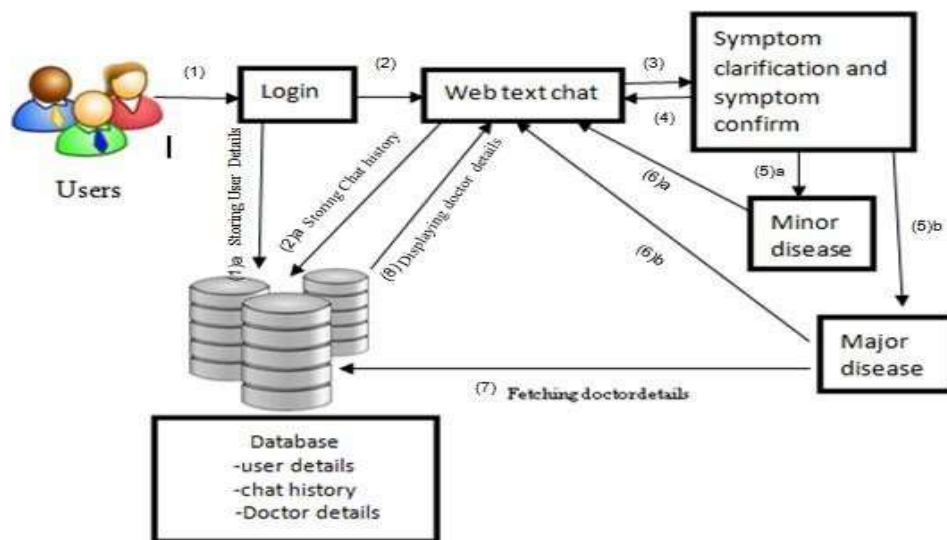 (1)
Login
(2)
Web text chat
(3)
(4)
Symptom
clarification and
symptom
confirm
Users
(1)a Storing User Details
(2)a Storing Chat history
(8) Displaying doctor details
(6)a
(5)a
(5)b
Minor
disease
(6)b
Major
disease
(7) Fetching doctordetails
Database
-user details
-chat history
-Doctor details